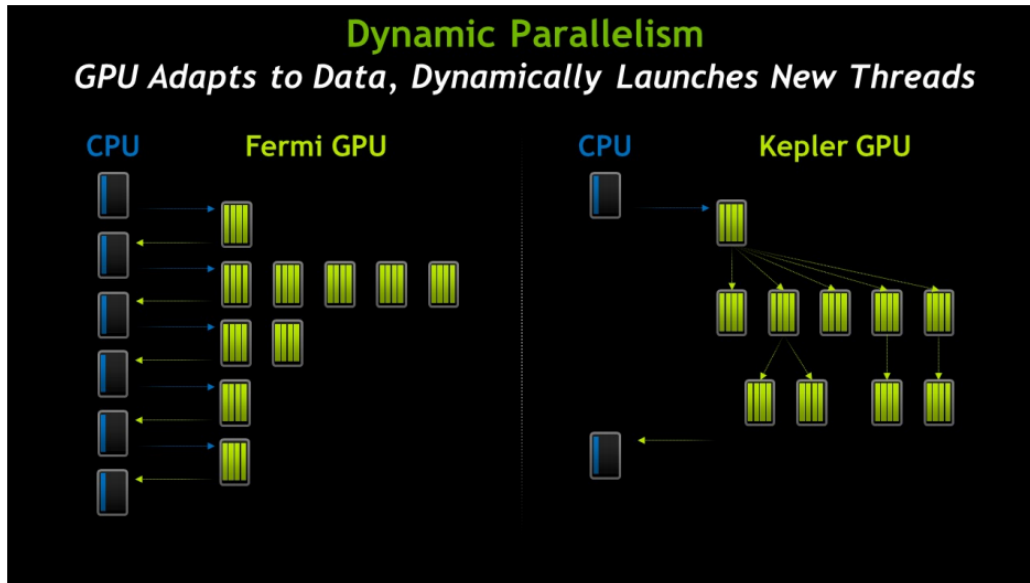 Dynamic Parallelism
GPU Adapts to Data, Dynamically Launches New Threads
CPU
Fermi GPU
CPU
Kepler GPU